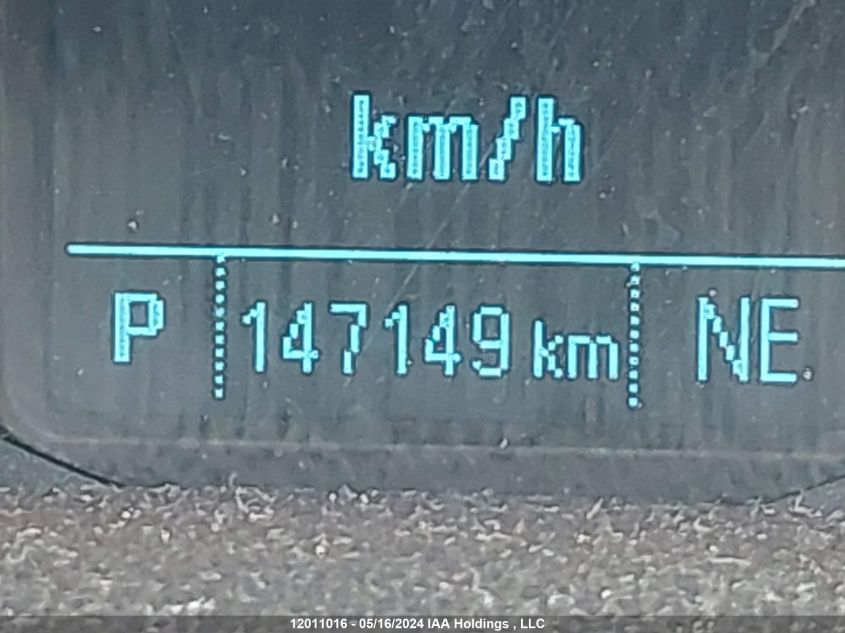 km/h
P 147149 km NE
12011016 - 05/16/2024 IAA Holdings , LLC